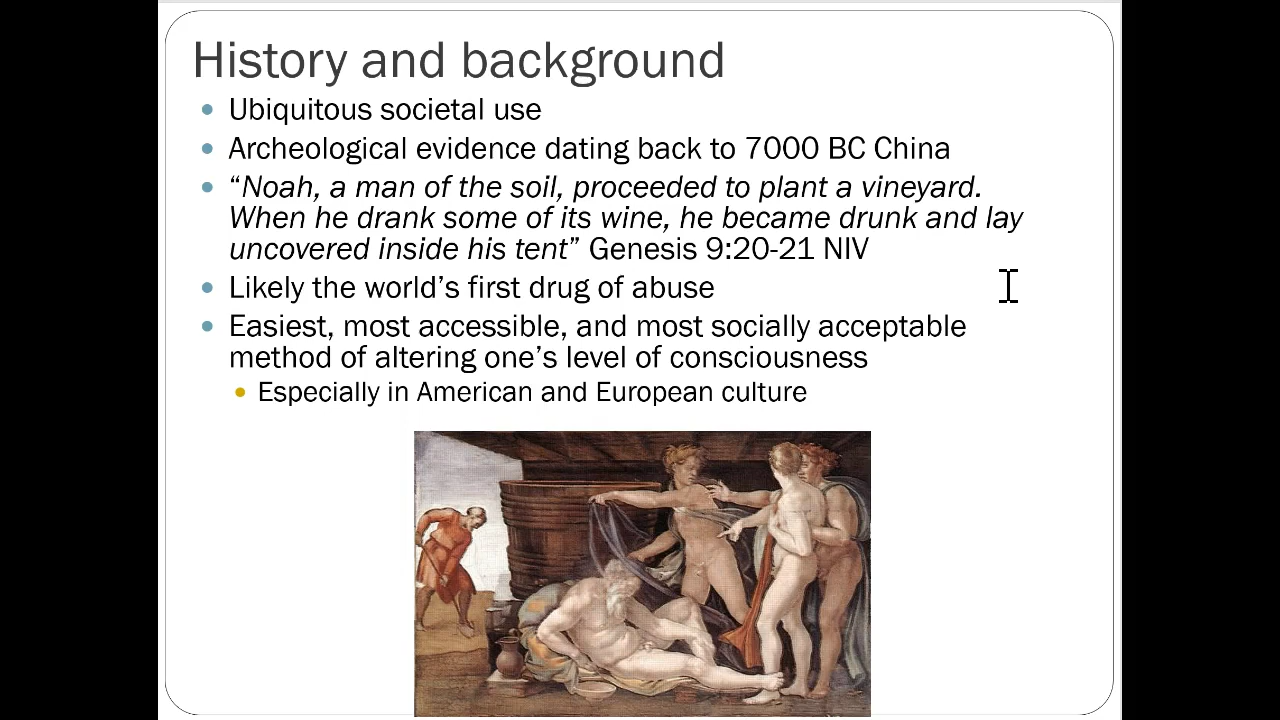 History and background
Ubiquitous societal use
Archeological evidence dating back to 7000 BC China
“Noah, a man of the soil, proceeded to plant a vineyard.
When he drank some of its wine, he became drunk and lay
uncovered inside his tent” Genesis 9:20-21 NIV
Likely the world’s first drug of abuse
Easiest, most accessible, and most socially acceptable
method of altering one’s level of consciousness
Especially in American and European culture